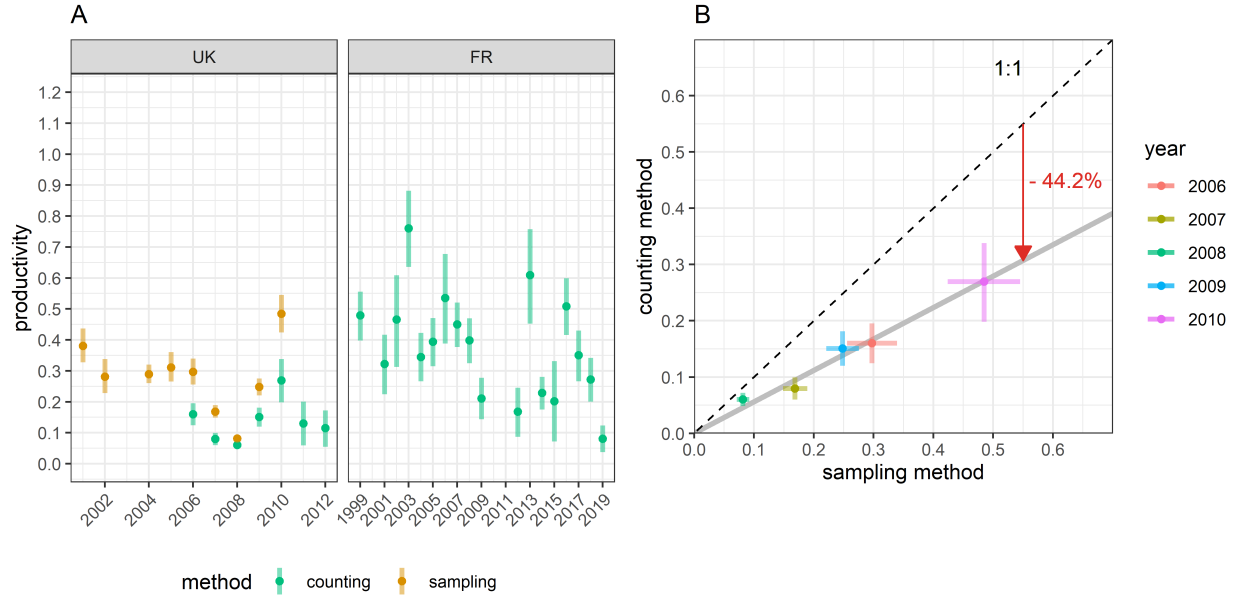 A
UK
FR
productivity
1.2
1.1
1.0
0.9
0.8
0.7
0.6
0.5
0.4
0.3
0.2
0.1
0.0
2002 2004 2006 2008 2010 2012
1999 2001 2003 2005 2007 2009 2011 2013 2015 2017 2019
method counting sampling
B
counting method
0.6
0.5
0.4
0.3
0.2
0.1
0.0
1:1
- 44.2%
0.0 0.1 0.2 0.3 0.4 0.5 0.6
sampling method
year
2006
2007
2008
2009
2010